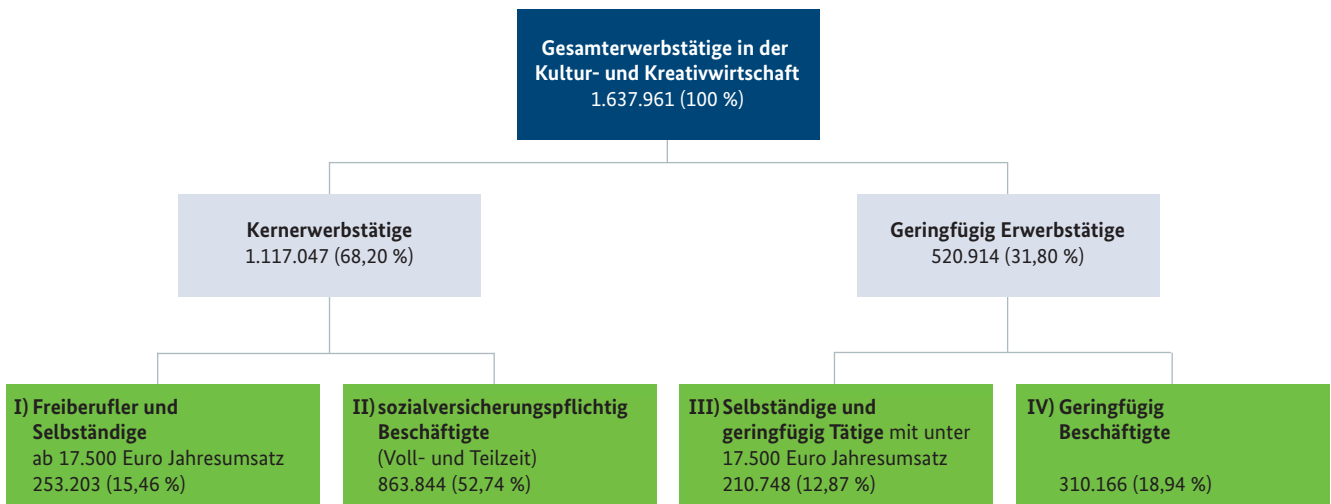 Gesamterwerbstätige in der
Kultur- und Kreativwirtschaft
1.637.961 (100 %)
Kernerwerbstätige
1.117.047 (68,20 %)
Geringfügig Erwerbstätige
520.914 (31,80 %)
I) Freiberufler und
Selbständige
ab 17.500 Euro Jahresumsatz
253.203 (15,46 %)
II) sozialversicherungspflichtig
Beschäftigte
(Voll- und Teilzeit)
863.844 (52,74 %)
III) Selbständige und
geringfügig Tätige mit unter
17.500 Euro Jahresumsatz
210.748 (12,87 %)
IV) Geringfügig
Beschäftigte
310.166 (18,94 %)